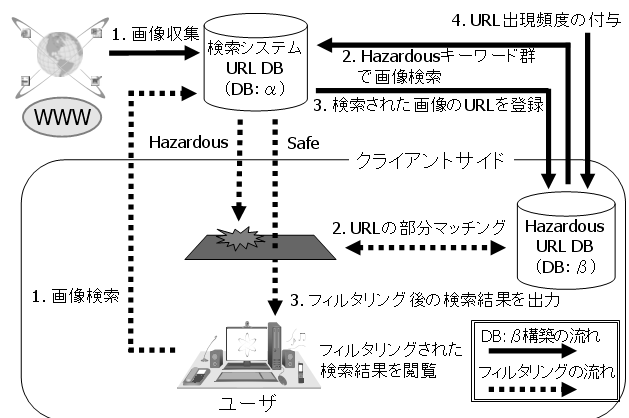 1. 画像収集
WWW
検索システム
URL DB
(DB: α)
4. URL出現頻度の付与
2. Hazardousキーワード群
で画像検索
3. 検索された画像のURLを登録
Hazardous
Safe
クライアントサイド
2. URLの部分マッチング
Hazardous
URL DB
(DB: β)
1. 画像検索
3. フィルタリング後の検索結果を出力
フィルタリングされた
検索結果を閲覧
ユーザ
DB: β構築の流れ
フィルタリングの流れ